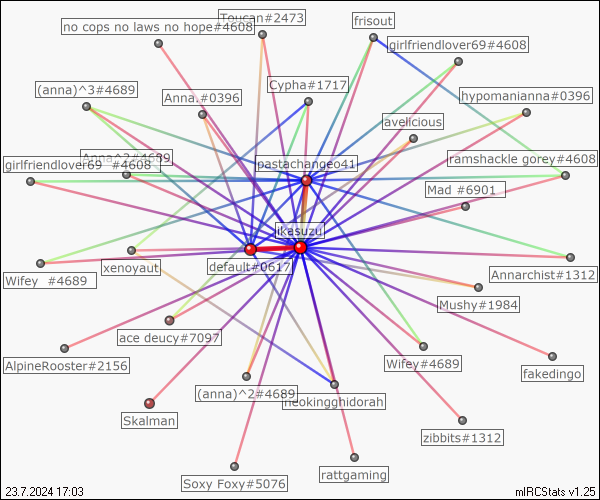 Toucan#2473
no cops no laws no hope#4608
frisout
girlfriendlover69#4608
(anna)^3#4689
Cypha#1717
Anna.#0396
hypomanianna#0396
avelicious
Anna^2#4689
girlfriendlover69 #4608
pastachangeo41
ramshackle gorey#4608
Mad #6901
ikasuzu
default#0617
xenoyaut
Wifey #4689
Annarchist#1312
Mushy#1984
ace deucy#7097
AlpineRooster#2156
Wifey#4689
fakedingo
(anna)^2#4689
neokingghidorah
Skalman
zibbits#1312
Soxy Foxy#5076
rattgaming
23.7.2024 17:03
mIRCStats v1.25